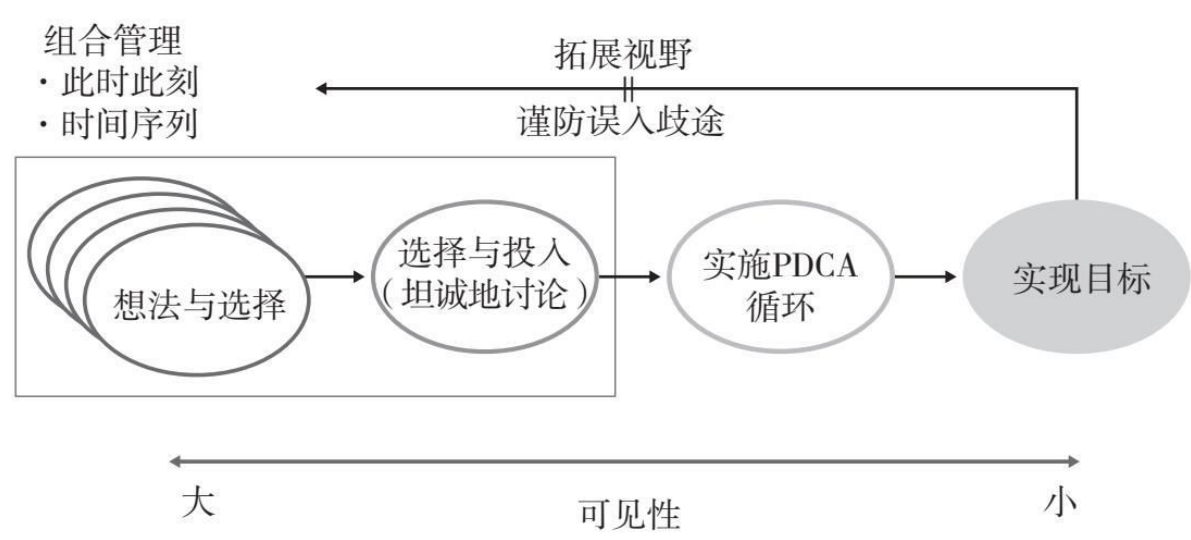 组合管理
・此时此刻
・时间序列
拓展视野
谨防误入歧途
想法与选择
选择与投入
(坦诚地讨论)
实施PDCA
循环
实现目标
大
可见性
小